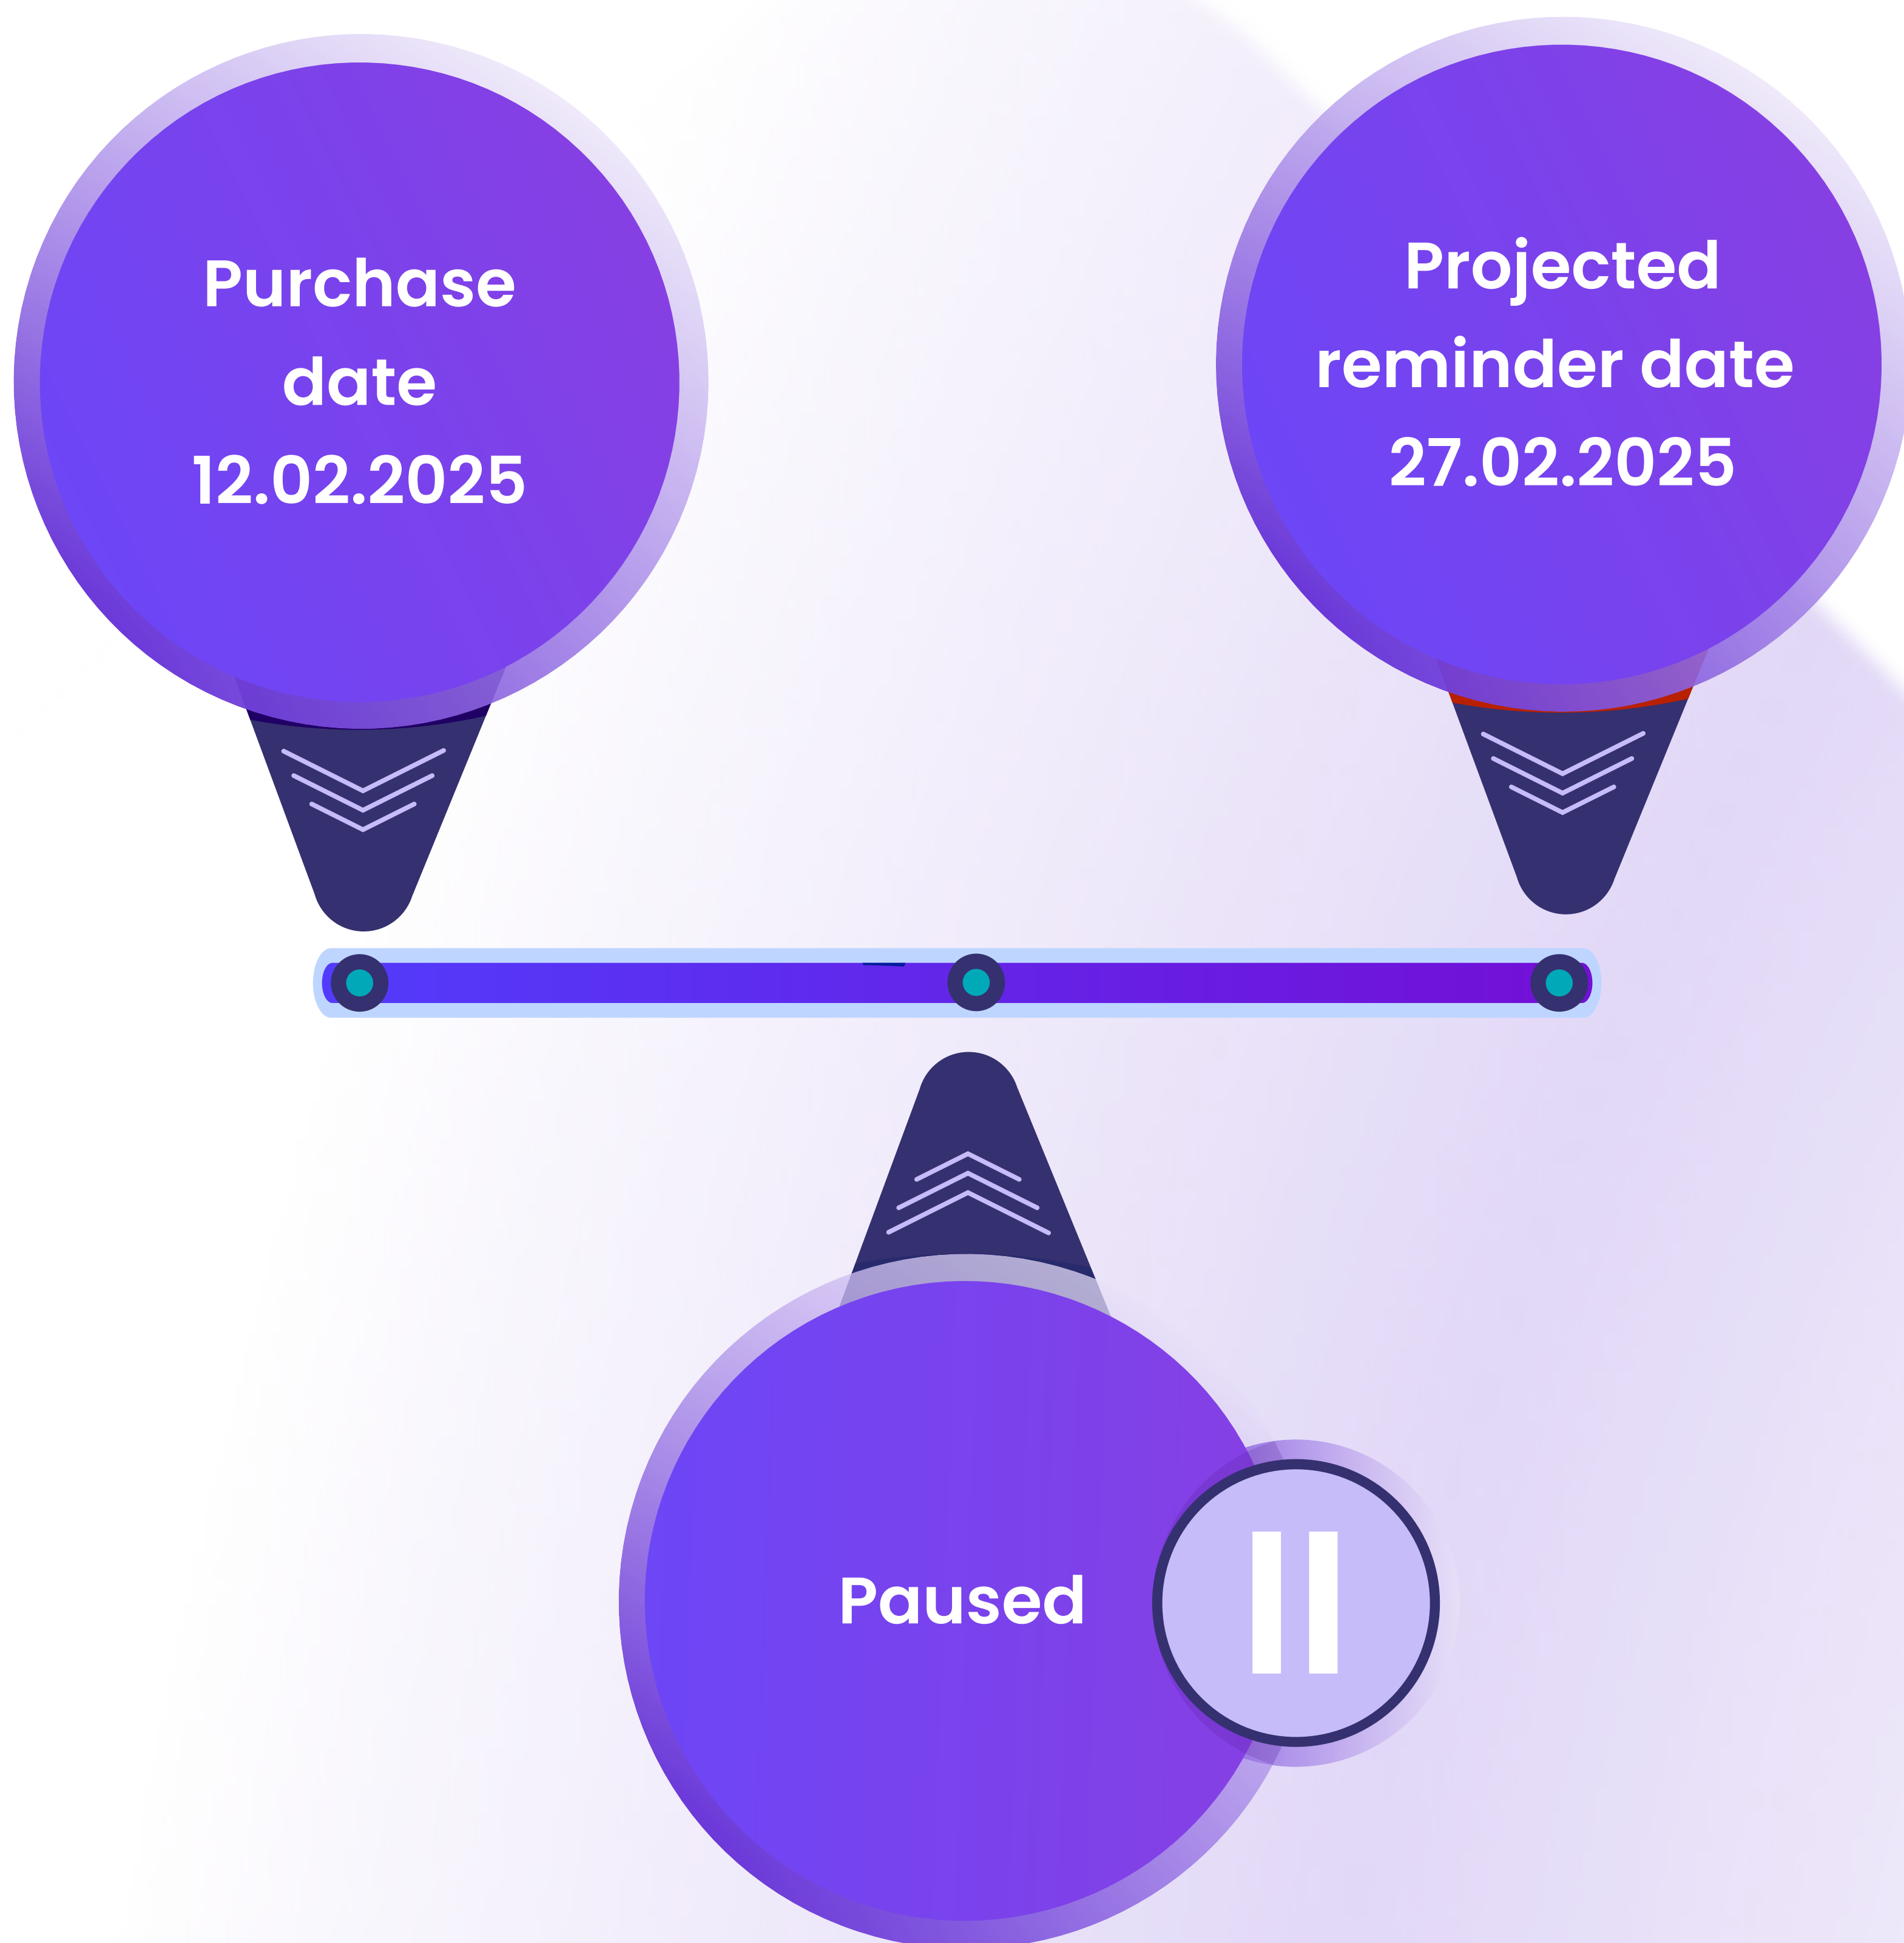 Purchase
date
12.02.2025
Projected
reminder date
27.02.2025
Paused